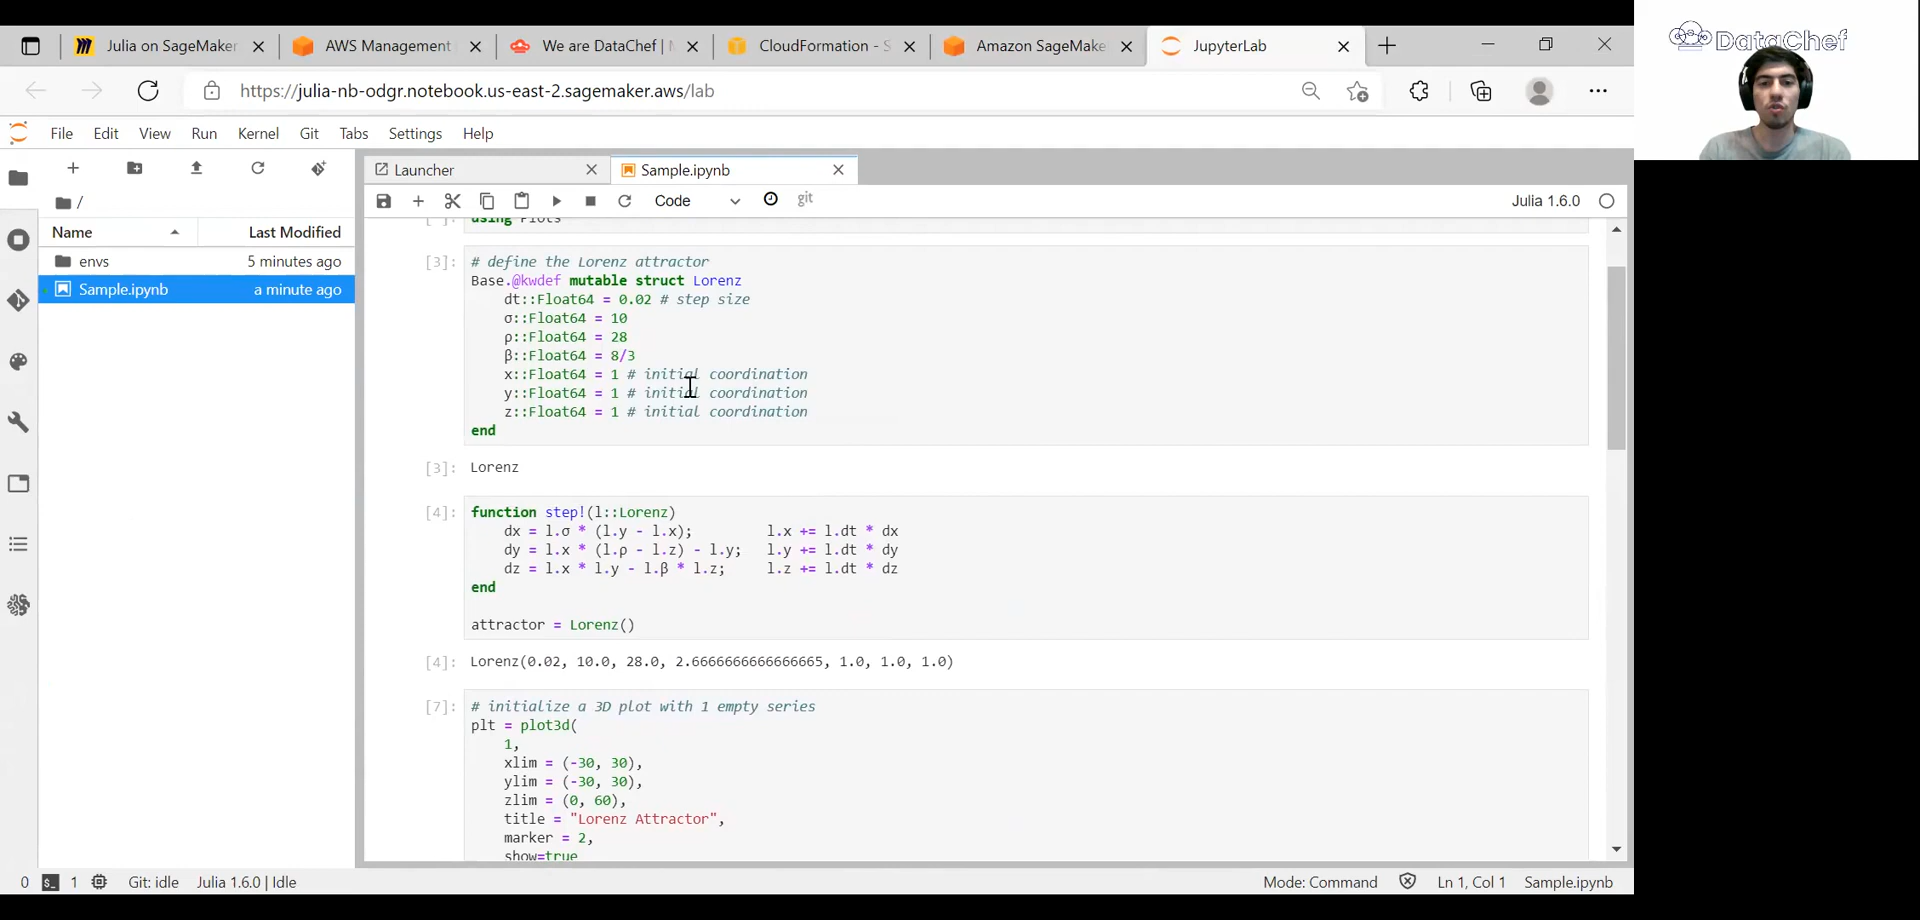 Julia on SageMaker
AWS Management
We are DataChef | M
CloudFormation - S
Amazon SageMake
JupyterLab
DataChef
https://julia-nb-odgr.notebook.us-east-2.sagemaker.aws/lab
File Edit View Run Kernel Git Tabs Settings Help
Launcher
Sample.ipynb
/
Code
git
Julia 1.6.0
Name Last Modified
envs 5 minutes ago
Sample.ipynb a minute ago
[ ]: using Plots
[3]: # define the Lorenz attractor
Base.@kwdef mutable struct Lorenz
dt::Float64 = 0.02 # step size
σ::Float64 = 10
ρ::Float64 = 28
β::Float64 = 8/3
x::Float64 = 1 # initial coordination
y::Float64 = 1 # initial coordination
z::Float64 = 1 # initial coordination
end
[3]: Lorenz
[4]: function step!(l::Lorenz)
dx = l.σ * (l.y - l.x); l.x += l.dt * dx
dy = l.x * (l.ρ - l.z) - l.y; l.y += l.dt * dy
dz = l.x * l.y - l.β * l.z; l.z += l.dt * dz
end
attractor = Lorenz()
[4]: Lorenz(0.02, 10.0, 28.0, 2.6666666666666665, 1.0, 1.0, 1.0)
[7]: # initialize a 3D plot with 1 empty series
plt = plot3d(
1,
xlim = (-30, 30),
ylim = (-30, 30),
zlim = (0, 60),
title = "Lorenz Attractor",
marker = 2,
show=true
0 $_ 1 Git: idle Julia 1.6.0 | Idle
Mode: Command Ln 1, Col 1 Sample.ipynb